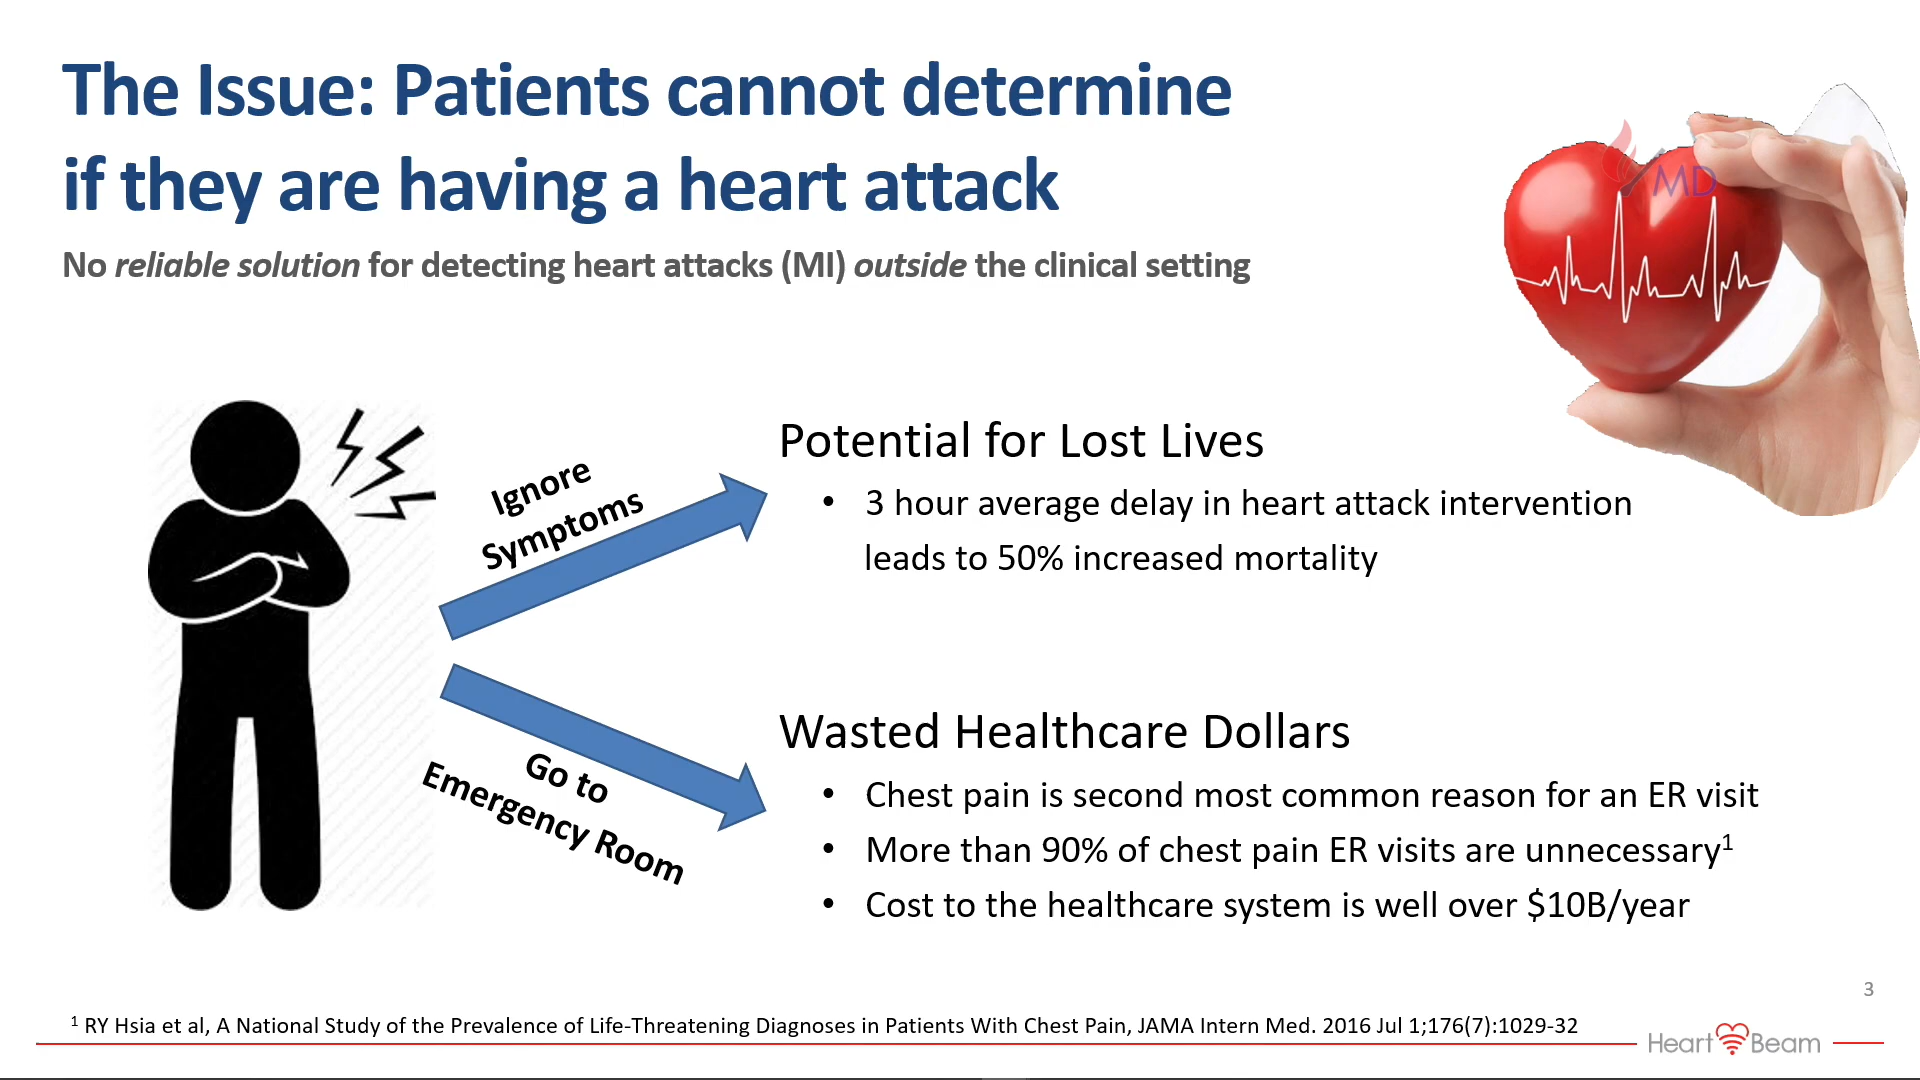 The Issue: Patients cannot determine
if they are having a heart attack
No reliable solution for detecting heart attacks (MI) outside the clinical setting
MD
Ignore
Symptoms
Potential for Lost Lives
• 3 hour average delay in heart attack intervention
leads to 50% increased mortality
Go to
Emergency Room
Wasted Healthcare Dollars
• Chest pain is second most common reason for an ER visit
• More than 90% of chest pain ER visits are unnecessary¹
• Cost to the healthcare system is well over $10B/year
3
¹ RY Hsia et al, A National Study of the Prevalence of Life-Threatening Diagnoses in Patients With Chest Pain, JAMA Intern Med. 2016 Jul 1;176(7):1029-32
Heart Beam